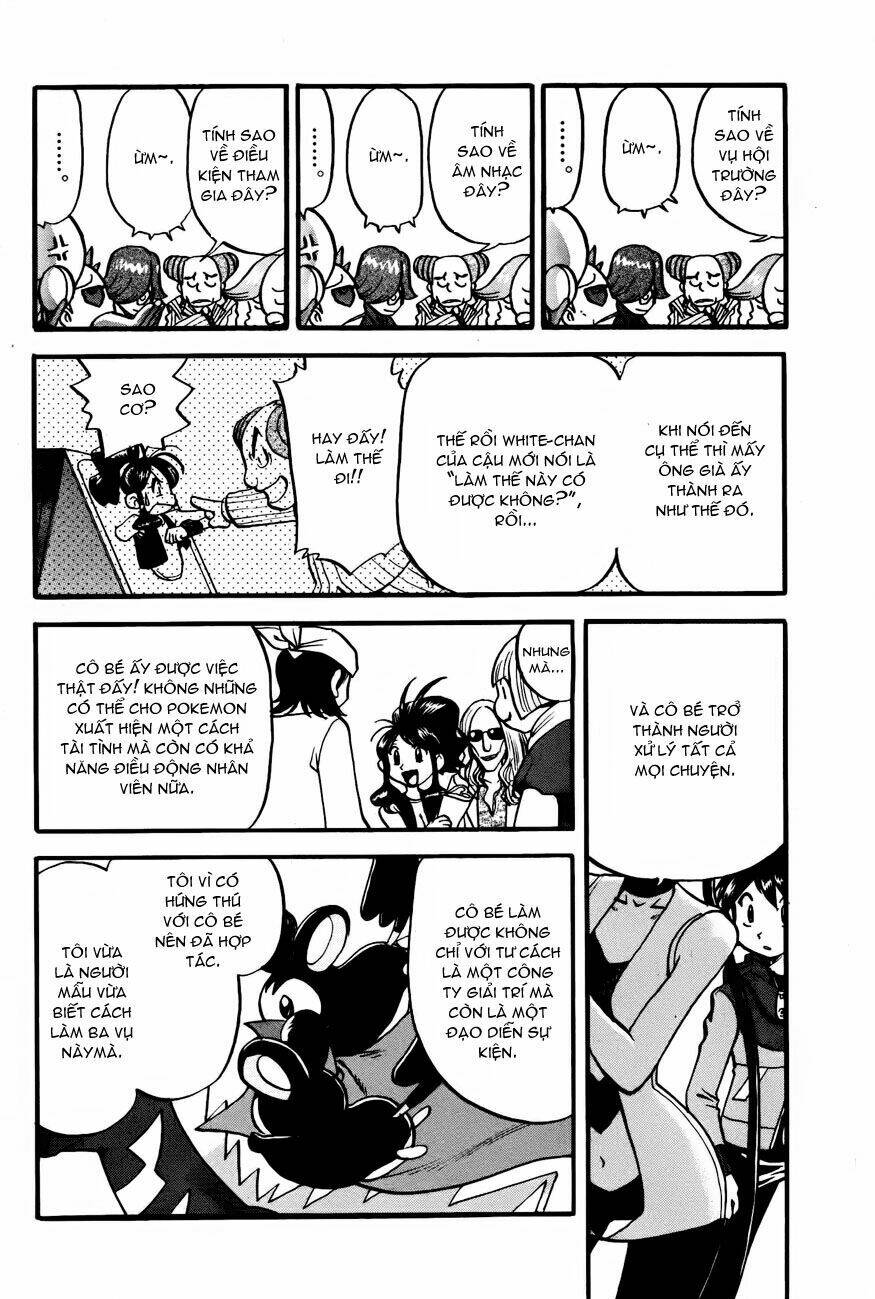 TÍNH
SAO VỀ
VỤ HỘI
TRƯỜNG
ĐÂY?
ỪM~.
......。
TÍNH
SAO VỀ
ÂM NHẠC
ĐÂY?
ỪM~.
......。
TÍNH SAO
VỀ ĐIỀU
KIỆN THAM
GIA ĐÂY?
ỪM~.
......。
KHI NÓI ĐẾN
CỤ THỂ THÌ MẤY
ÔNG GIÀ ẤY
THÀNH RA
NHƯ THẾ ĐÓ.
THẾ RỒI WHITE-CHAN
CỦA CẬU MỚI NÓI LÀ
“LÀM THẾ NÀY CÓ
ĐƯỢC KHÔNG?”,
RỒI...
HAY ĐẤY!
LÀM THẾ
ĐI!!
SAO
CƠ?
VÀ CÔ BÉ TRỞ
THÀNH NGƯỜI
XỬ LÝ TẤT CẢ
MỌI CHUYỆN.
NHƯNG
MÀ...
CÔ BÉ ẤY ĐƯỢC VIỆC
THẬT ĐẤY! KHÔNG NHỮNG
CÓ THỂ CHO POKEMON
XUẤT HIỆN MỘT CÁCH
TÀI TÌNH MÀ CÒN CÓ KHẢ
NĂNG ĐIỀU ĐỘNG NHÂN
VIÊN NỮA.
CÔ BÉ LÀM
ĐƯỢC KHÔNG
CHỈ VỚI TƯ CÁCH
LÀ MỘT CÔNG
TY GIẢI TRÍ MÀ
CÒN LÀ MỘT
ĐẠO DIỄN SỰ
KIỆN.
TÔI VÌ CÓ
HỨNG THÚ
VỚI CÔ BÉ
NÊN ĐÃ HỢP
TÁC.
TÔI VỪA
LÀ NGƯỜI
MẪU VỪA
BIẾT CÁCH
LÀM BA VỤ
NÀYMÀ.